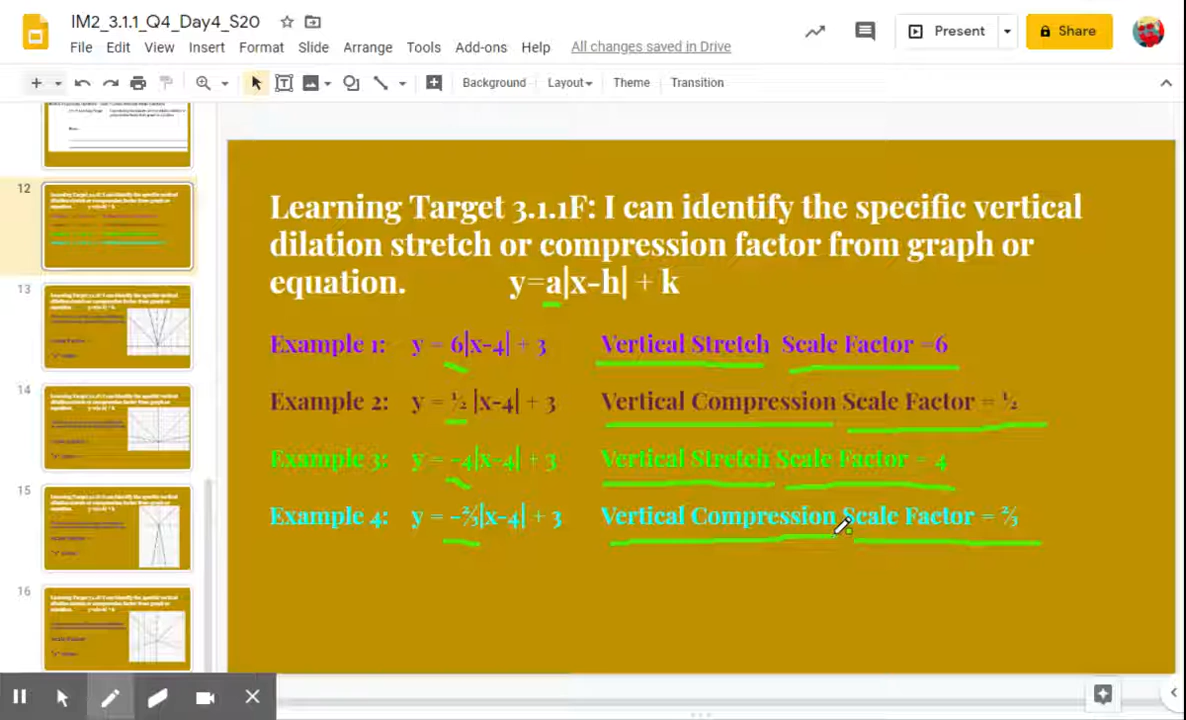 IM2_3.1.1_Q4_Day4_S20
File Edit View Insert Format Slide Arrange Tools Add-ons Help All changes saved in Drive
Present
Share
Background Layout Theme Transition
12
13
14
15
16
Learning Target 3.1.1F: I can identify the specific vertical
dilation stretch or compression factor from graph or
equation. y=a|x-h| + k
Example 1: y = 6|x-4| + 3 Vertical Stretch Scale Factor =6
Example 2: y = ½ |x-4| + 3 Vertical Compression Scale Factor = ½
Example 3: y = -4|x-4| + 3 Vertical Stretch Scale Factor = 4
Example 4: y = -⅔|x-4| + 3 Vertical Compression Scale Factor = ⅔